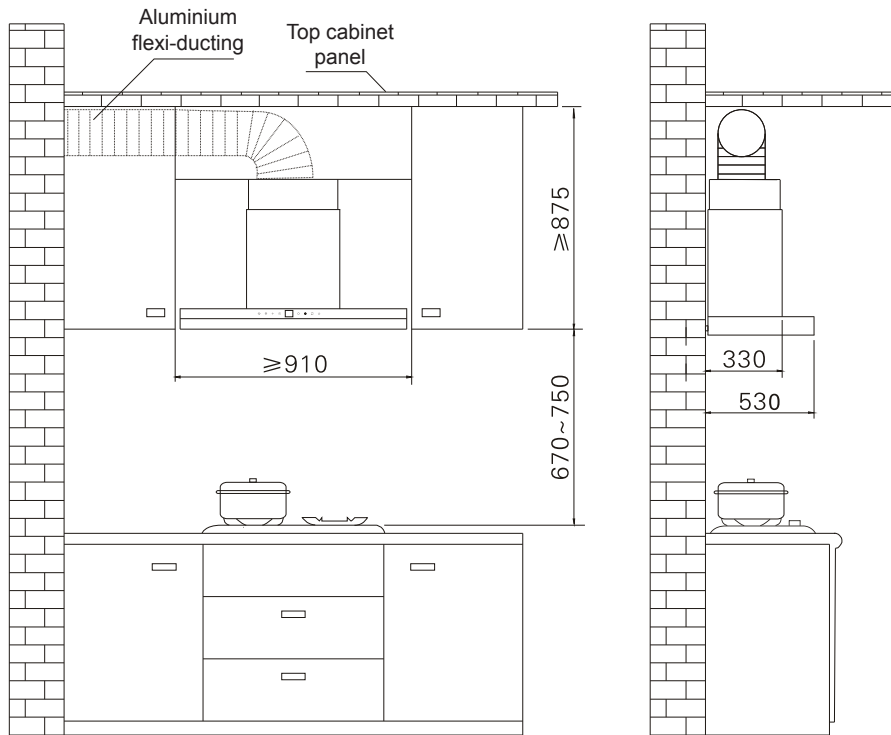 Aluminium
flexi-ducting
Top cabinet
panel
≥875
≥910
670~750
330
530